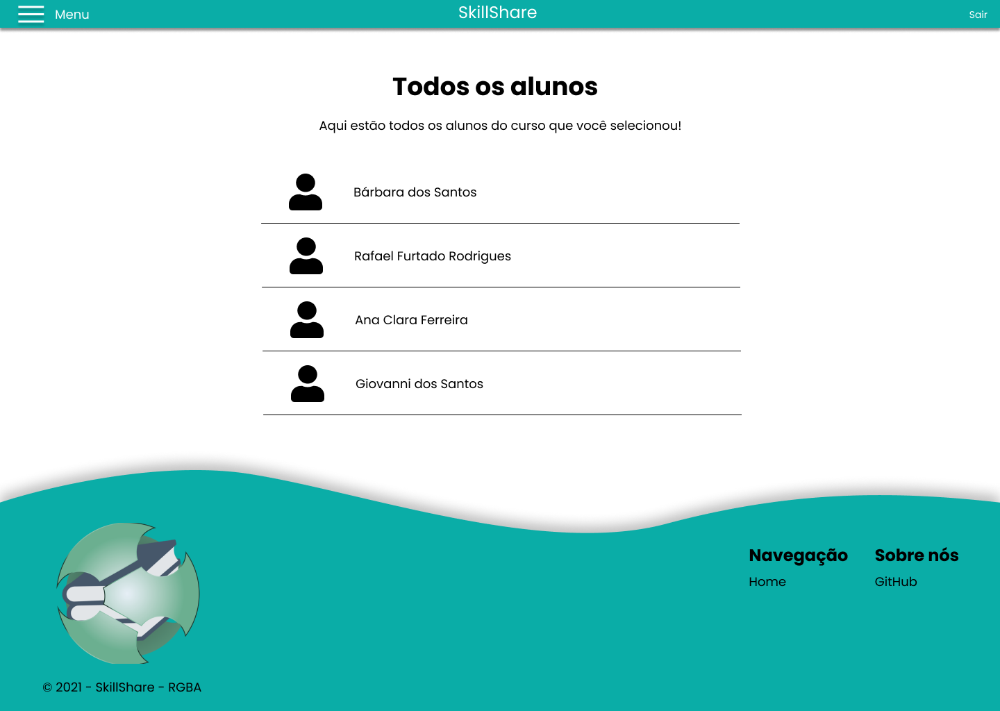 Menu
SkillShare
Sair
Todos os alunos
Aqui estão todos os alunos do curso que você selecionou!
Bárbara dos Santos
Rafael Furtado Rodrigues
Ana Clara Ferreira
Giovanni dos Santos
Navegação
Home
Sobre nós
GitHub
© 2021 - SkillShare - RGBA